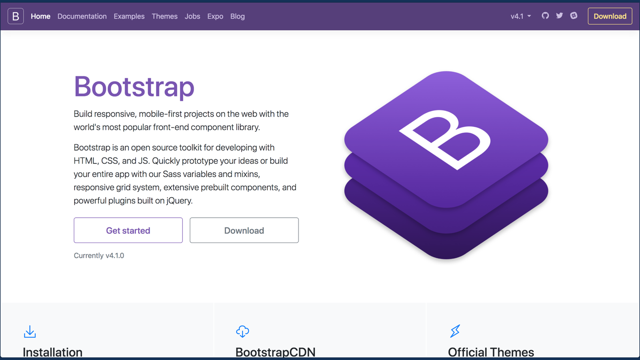 B Home Documentation Examples Themes Jobs Expo Blog v4.1 Download
Bootstrap
Build responsive, mobile-first projects on the web with the
world's most popular front-end component library.
Bootstrap is an open source toolkit for developing with
HTML, CSS, and JS. Quickly prototype your ideas or build
your entire app with our Sass variables and mixins,
responsive grid system, extensive prebuilt components, and
powerful plugins built on jQuery.
Get started Download
Currently v4.1.0
B
Installation BootstrapCDN Official Themes